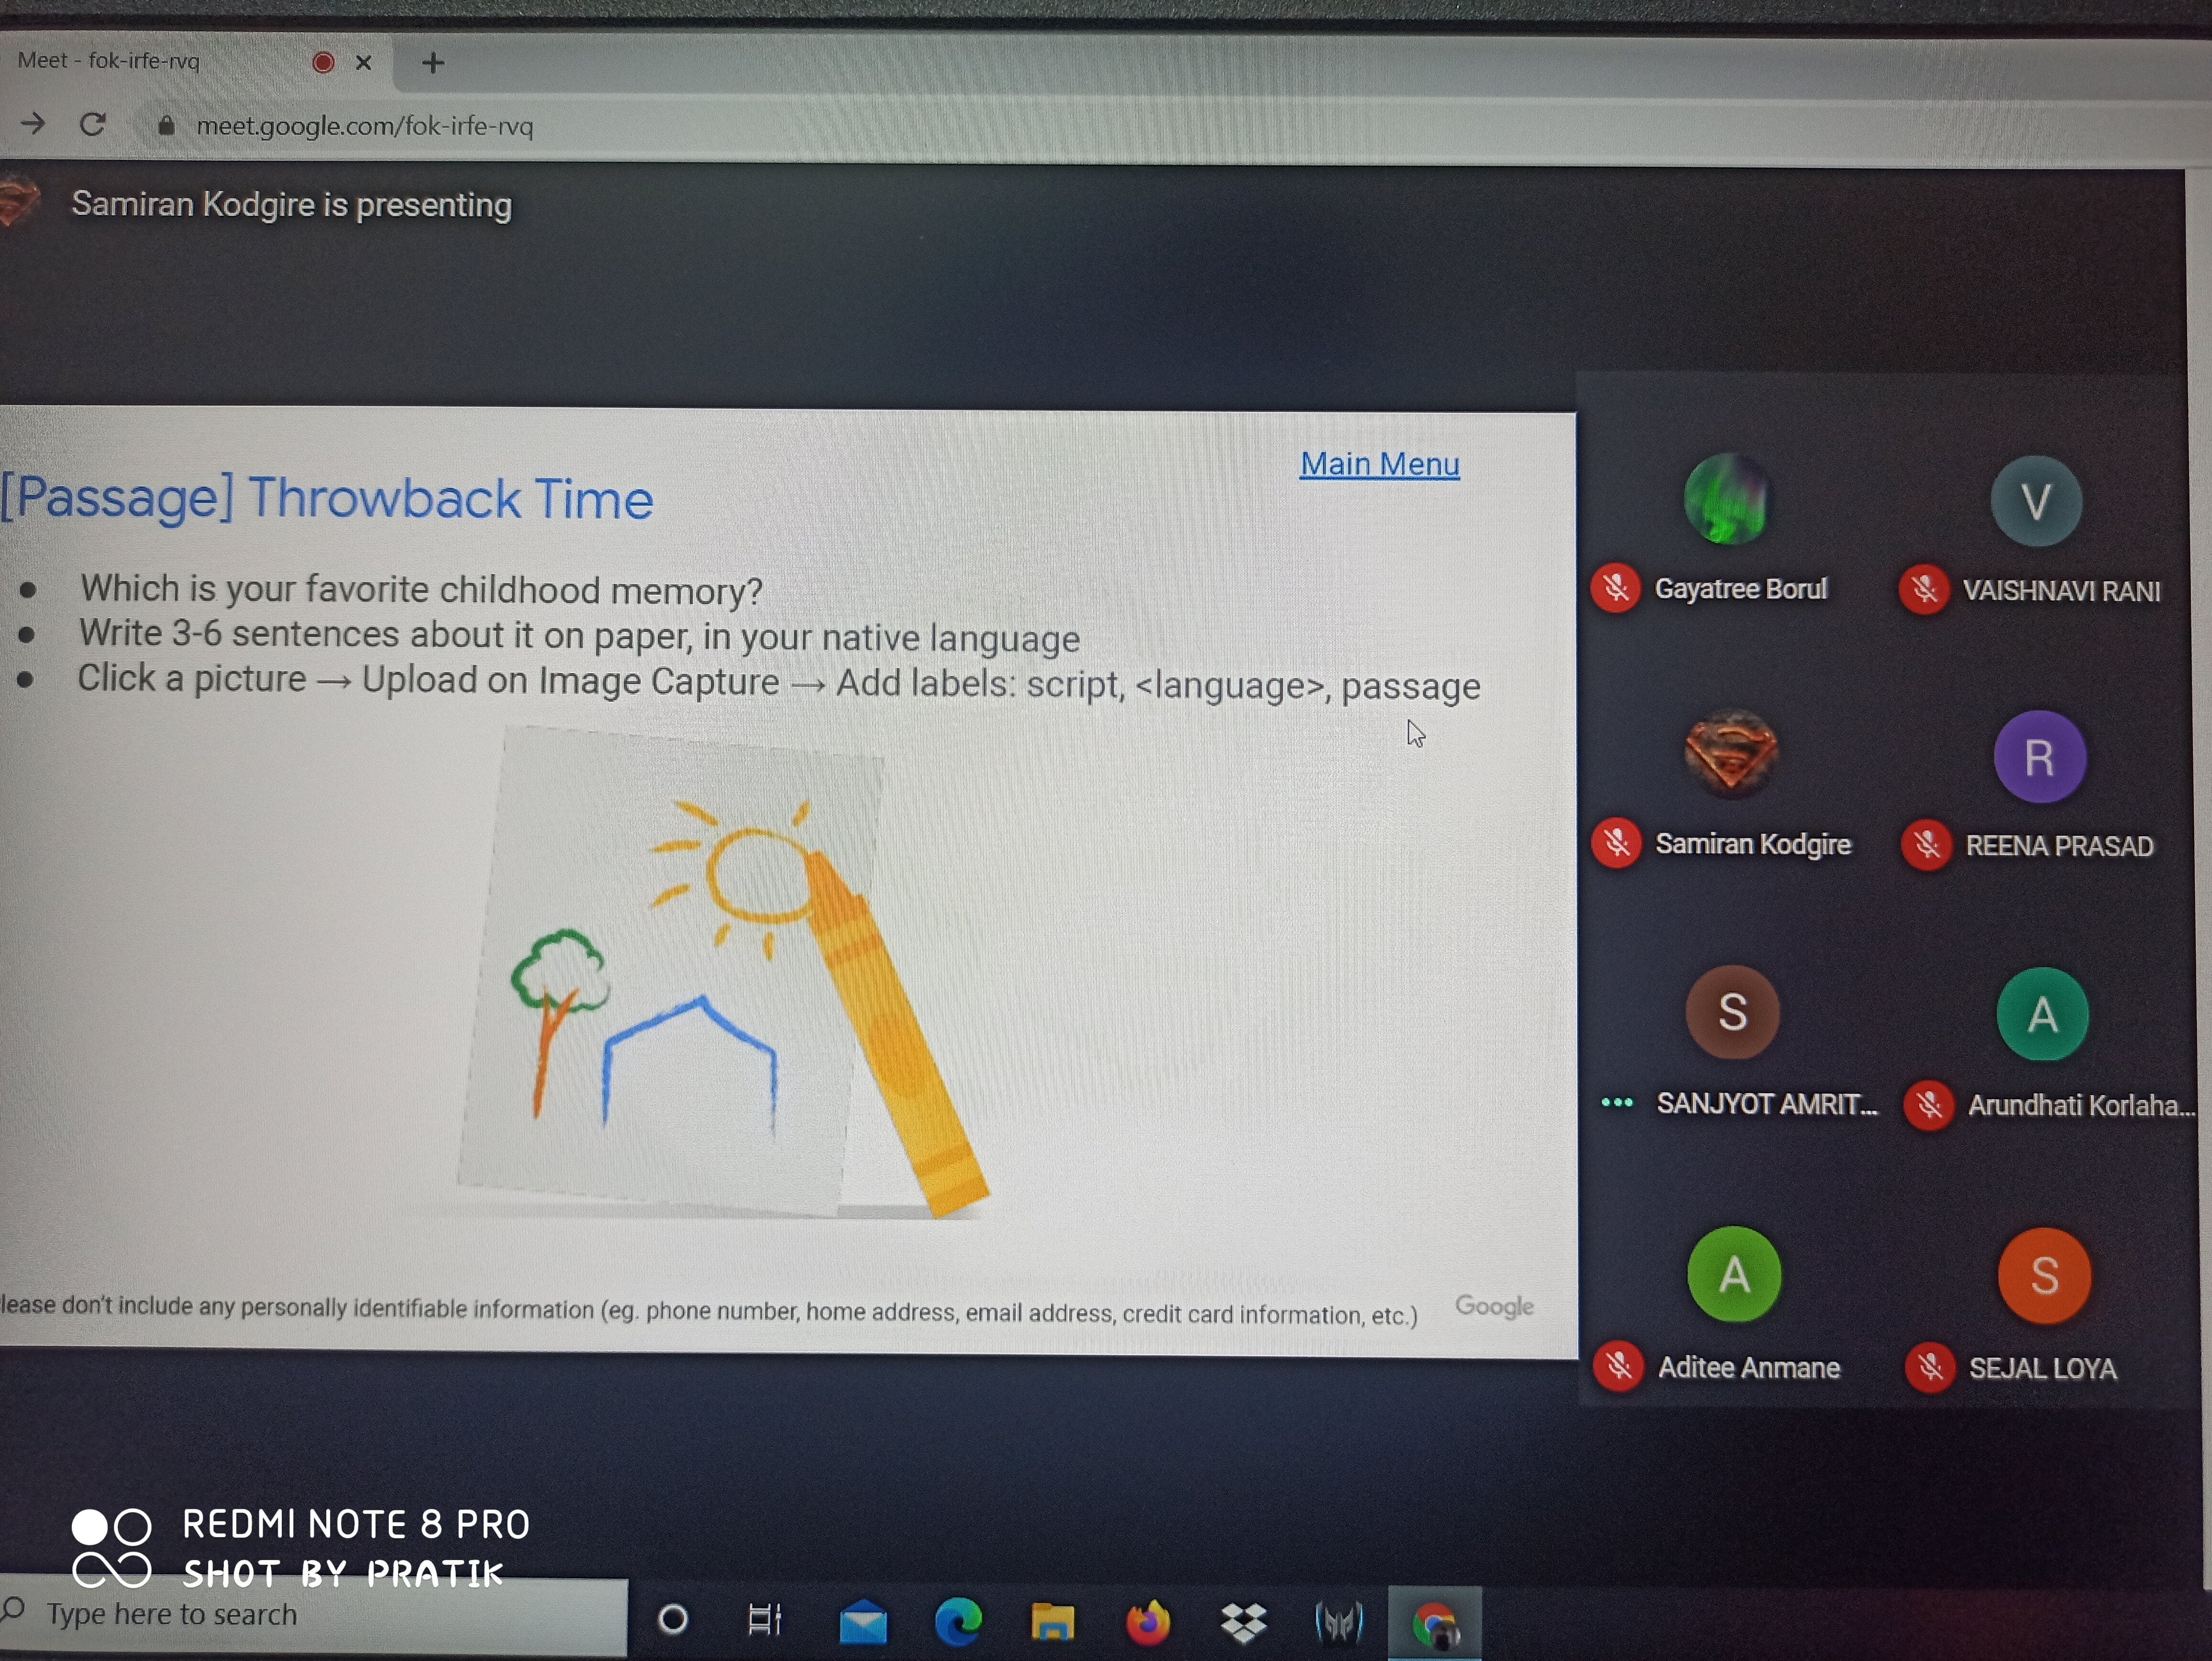 Meet - fok-irfe-rvq
meet.google.com/fok-irfe-rvq
Samiran Kodgire is presenting
Main Menu
[Passage] Throwback Time
● Which is your favorite childhood memory?
● Write 3-6 sentences about it on paper, in your native language
● Click a picture → Upload on Image Capture → Add labels: script, <language>, passage
lease don't include any personally identifiable information (eg. phone number, home address, email address, credit card information, etc.)
Google
Gayatree Borul
V
VAISHNAVI RANI
Samiran Kodgire
R
REENA PRASAD
S
SANJYOT AMRIT...
A
Arundhati Korlaha...
A
Aditee Anmane
S
SEJAL LOYA
REDMI NOTE 8 PRO
SHOT BY PRATIK
Type here to search